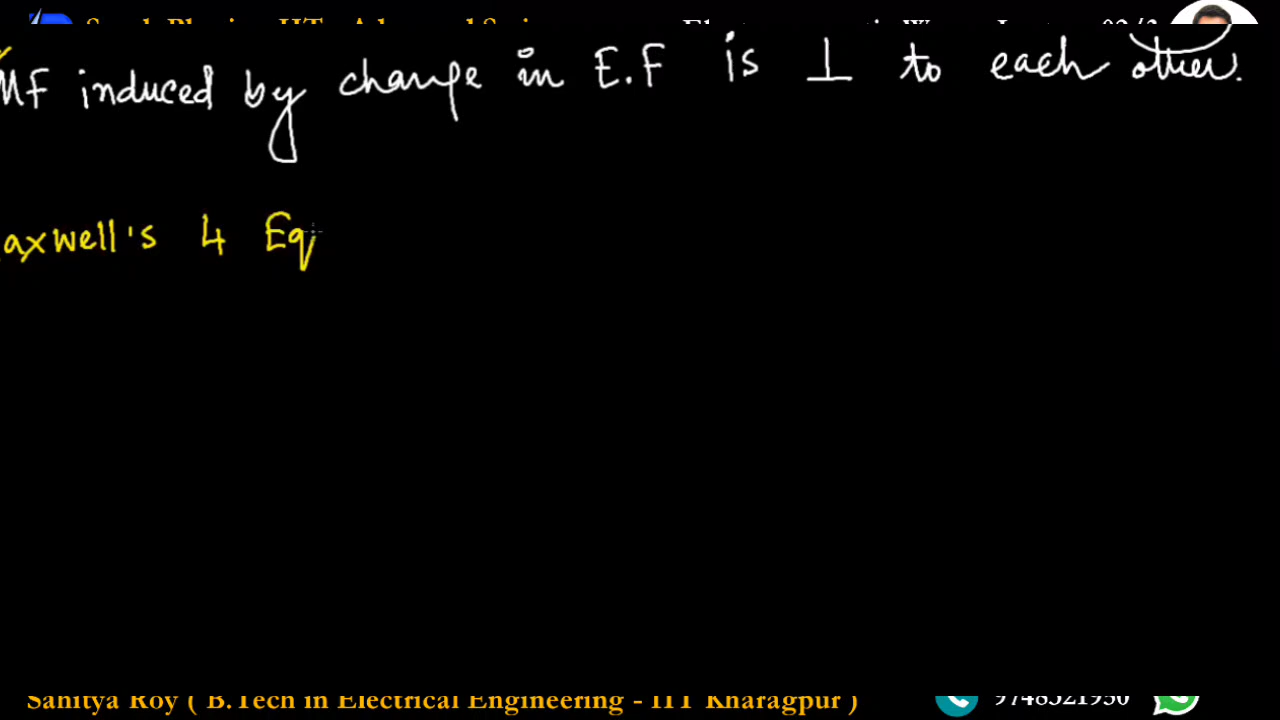 MF induced by change in E.F is ⊥ to each other.
axwell's 4 Eq
Sahitya Roy ( B.Tech in Electrical Engineering - IIT Kharagpur ) 9748521950